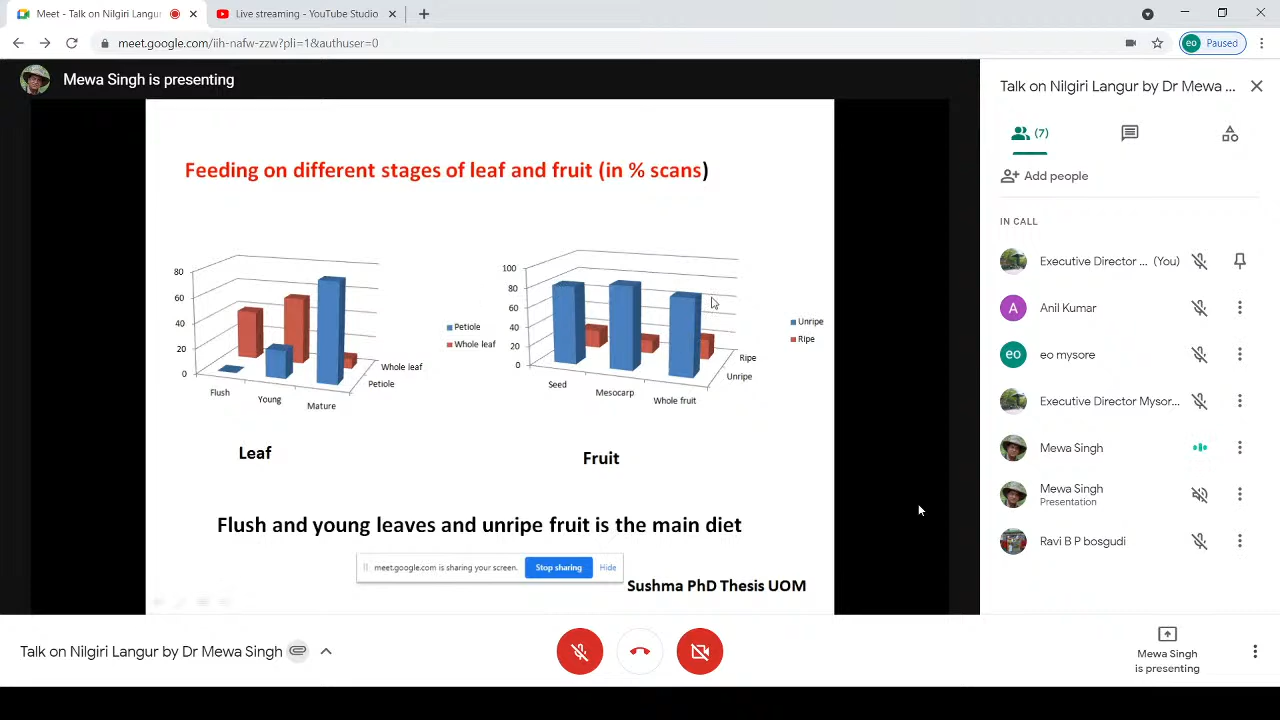 Meet - Talk on Nilgiri Langur
Live streaming - YouTube Studio
meet.google.com/iih-nafw-zzw?pli=1&authuser=0
eo Paused
Mewa Singh is presenting
Feeding on different stages of leaf and fruit (in % scans)
80
60
40
20
0
Flush
Young
Mature
Whole leaf
Petiole
Petiole
Whole leaf
Leaf
100
80
60
40
20
0
Seed
Mesocarp
Whole fruit
Ripe
Unripe
Unripe
Ripe
Fruit
Flush and young leaves and unripe fruit is the main diet
meet.google.com is sharing your screen. Stop sharing Hide
Sushma PhD Thesis UOM
Talk on Nilgiri Langur by Dr Mewa ...
(7)
Add people
IN CALL
Executive Director ... (You)
A Anil Kumar
eo eo mysore
Executive Director Mysor...
Mewa Singh
Mewa Singh
Presentation
Ravi B P bosgudi
Talk on Nilgiri Langur by Dr Mewa Singh
Mewa Singh
is presenting